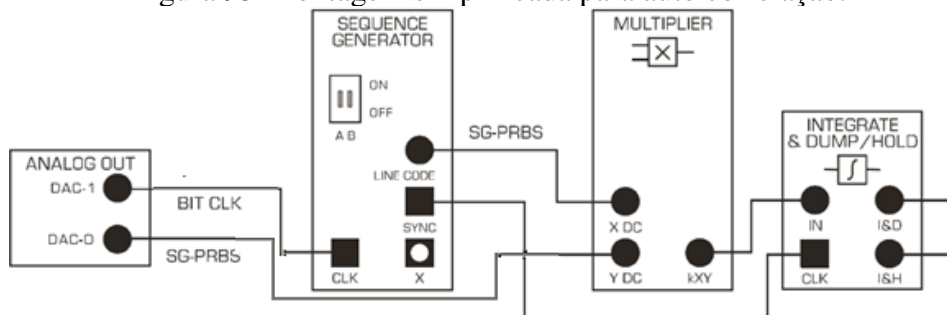 SEQUENCE
GENERATOR
ON
OFF
A B
LINE CODE
SYNC
CLK
X
ANALOG OUT
DAC-1
DAC-0
BIT CLK
SG-PRBS
SG-PRBS
MULTIPLIER
X DC
Y DC
kXY
INTEGRATE
& DUMP/HOLD
IN
I&D
CLK
I&H